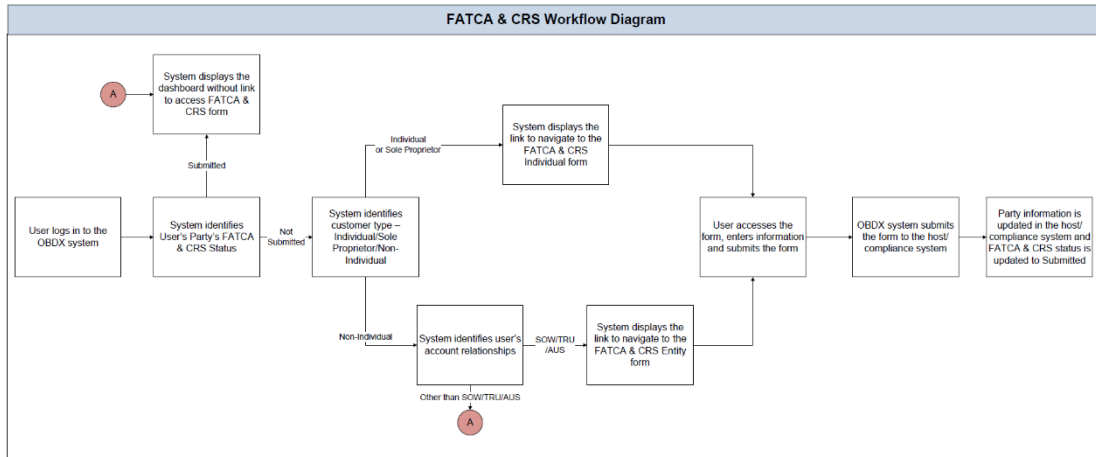 FATCA & CRS Workflow Diagram
A
System displays the
dashboard without link
to access FATCA &
CRS form
Submitted
User logs in to the
OBDX system
System identifies
User's Party's FATCA
& CRS Status
Not
Submitted
System identifies
customer type –
Individual/Sole
Proprietor/Non-
Individual
Individual
or Sole Proprietor
System displays the
link to navigate to the
FATCA & CRS
Individual form
Non-Individual
System identifies user's
account relationships
SOW/TRU
/AUS
System displays the
link to navigate to the
FATCA & CRS Entity
form
Other than SOW/TRU/AUS
A
User accesses the
form, enters information
and submits the form
OBDX system submits
the form to the host/
compliance system
Party information is
updated in the host/
compliance system and
FATCA & CRS status is
updated to Submitted